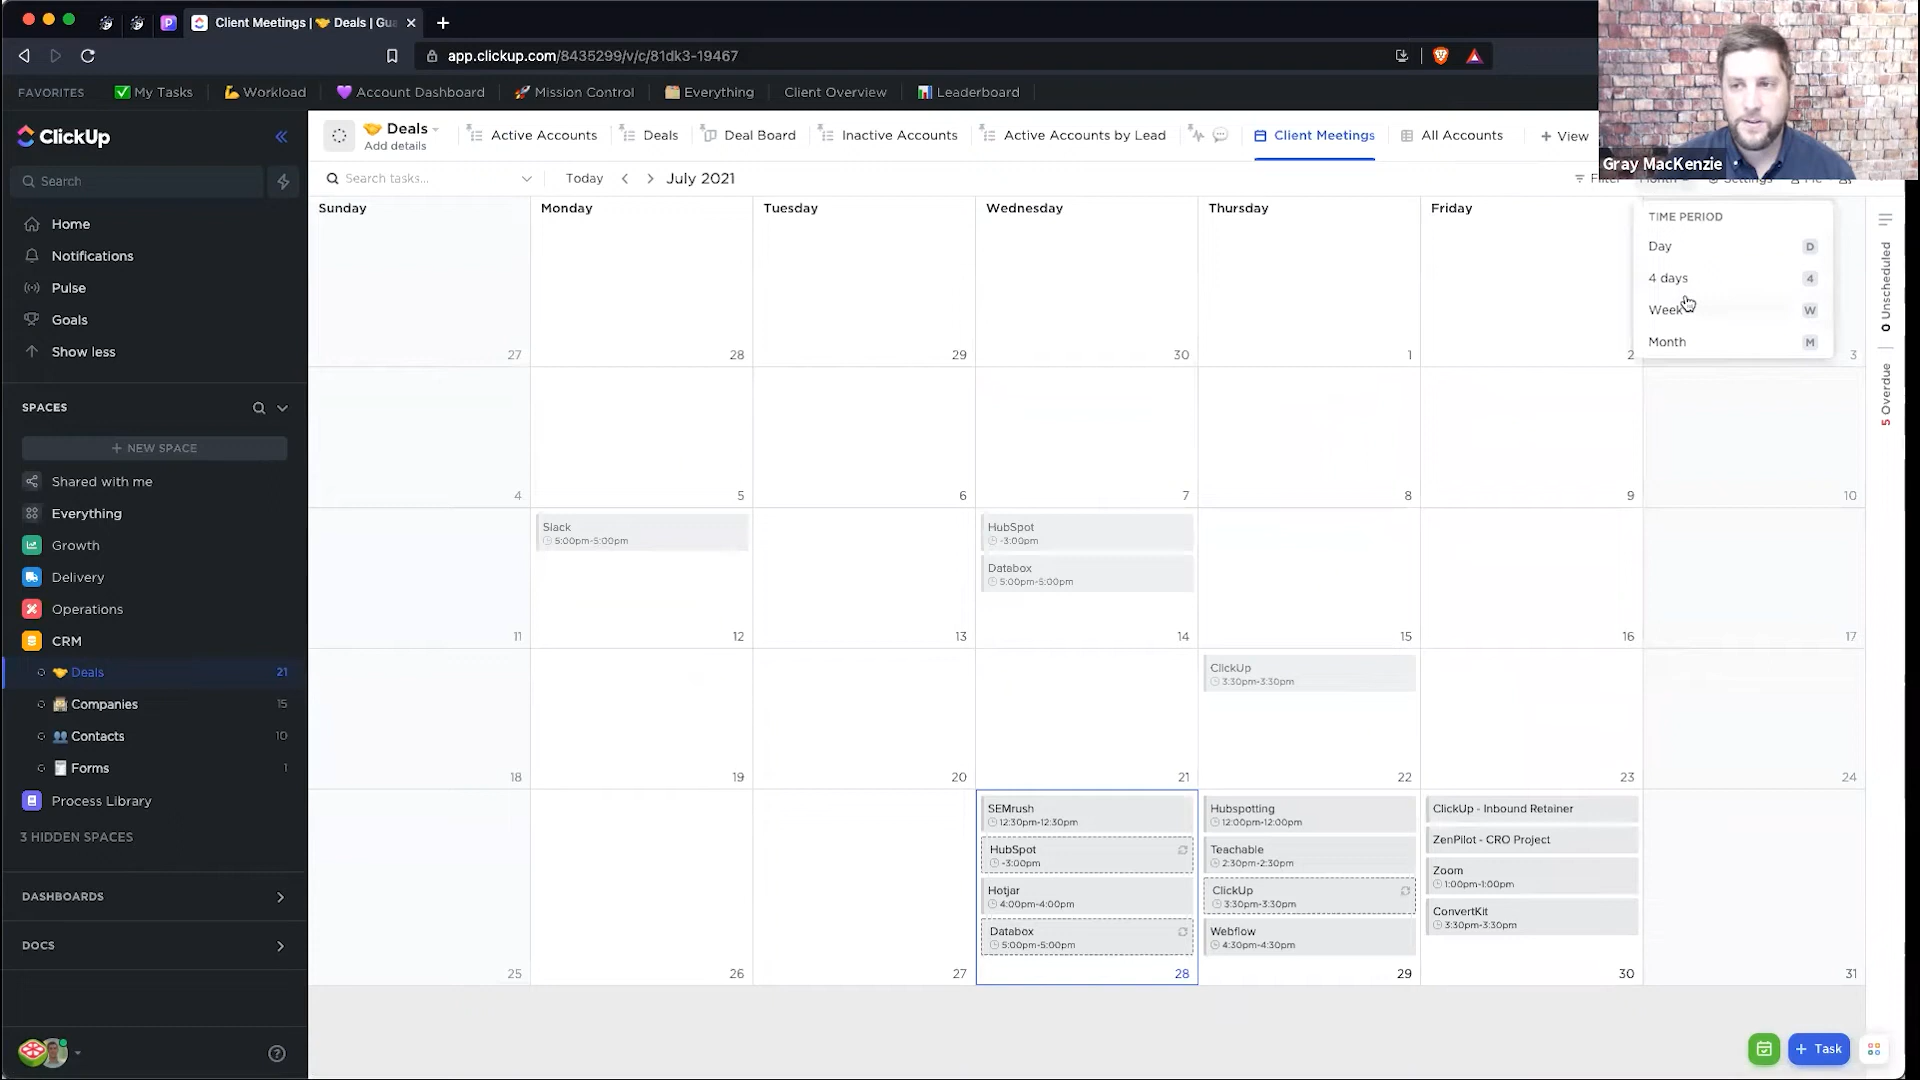 Client Meetings | 🤝 Deals | Gua
app.clickup.com/8435299/v/c/81dk3-19467
FAVORITES
My Tasks
Workload
Account Dashboard
Mission Control
Everything
Client Overview
Leaderboard
Gray MacKenzie
ClickUp
Search
Home
Notifications
Pulse
Goals
Show less
SPACES
+ NEW SPACE
Shared with me
Everything
Growth
Delivery
Operations
CRM
Deals 21
Companies 15
Contacts 10
Forms 1
Process Library
3 HIDDEN SPACES
DASHBOARDS
DOCS
Deals
Add details
Active Accounts
Deals
Deal Board
Inactive Accounts
Active Accounts by Lead
Client Meetings
All Accounts
+ View
Search tasks...
Today
July 2021
Sunday Monday Tuesday Wednesday Thursday Friday
TIME PERIOD
Day D
4 days 4
Week W
Month M
0 Unscheduled
5 Overdue
27 28 29 30 1 2 3
4 5 6 7 8 9 10
Slack
5:00pm-5:00pm
HubSpot
-3:00pm
Databox
5:00pm-5:00pm
11 12 13 14 15 16 17
ClickUp
3:30pm-3:30pm
18 19 20 21 22 23 24
SEMrush
12:30pm-12:30pm
HubSpot
-3:00pm
Hotjar
4:00pm-4:00pm
Databox
5:00pm-5:00pm
Hubspotting
12:00pm-12:00pm
Teachable
2:30pm-2:30pm
ClickUp
3:30pm-3:30pm
Webflow
4:30pm-4:30pm
ClickUp - Inbound Retainer
ZenPilot - CRO Project
Zoom
1:00pm-1:00pm
ConvertKit
3:30pm-3:30pm
25 26 27 28 29 30 31
+ Task